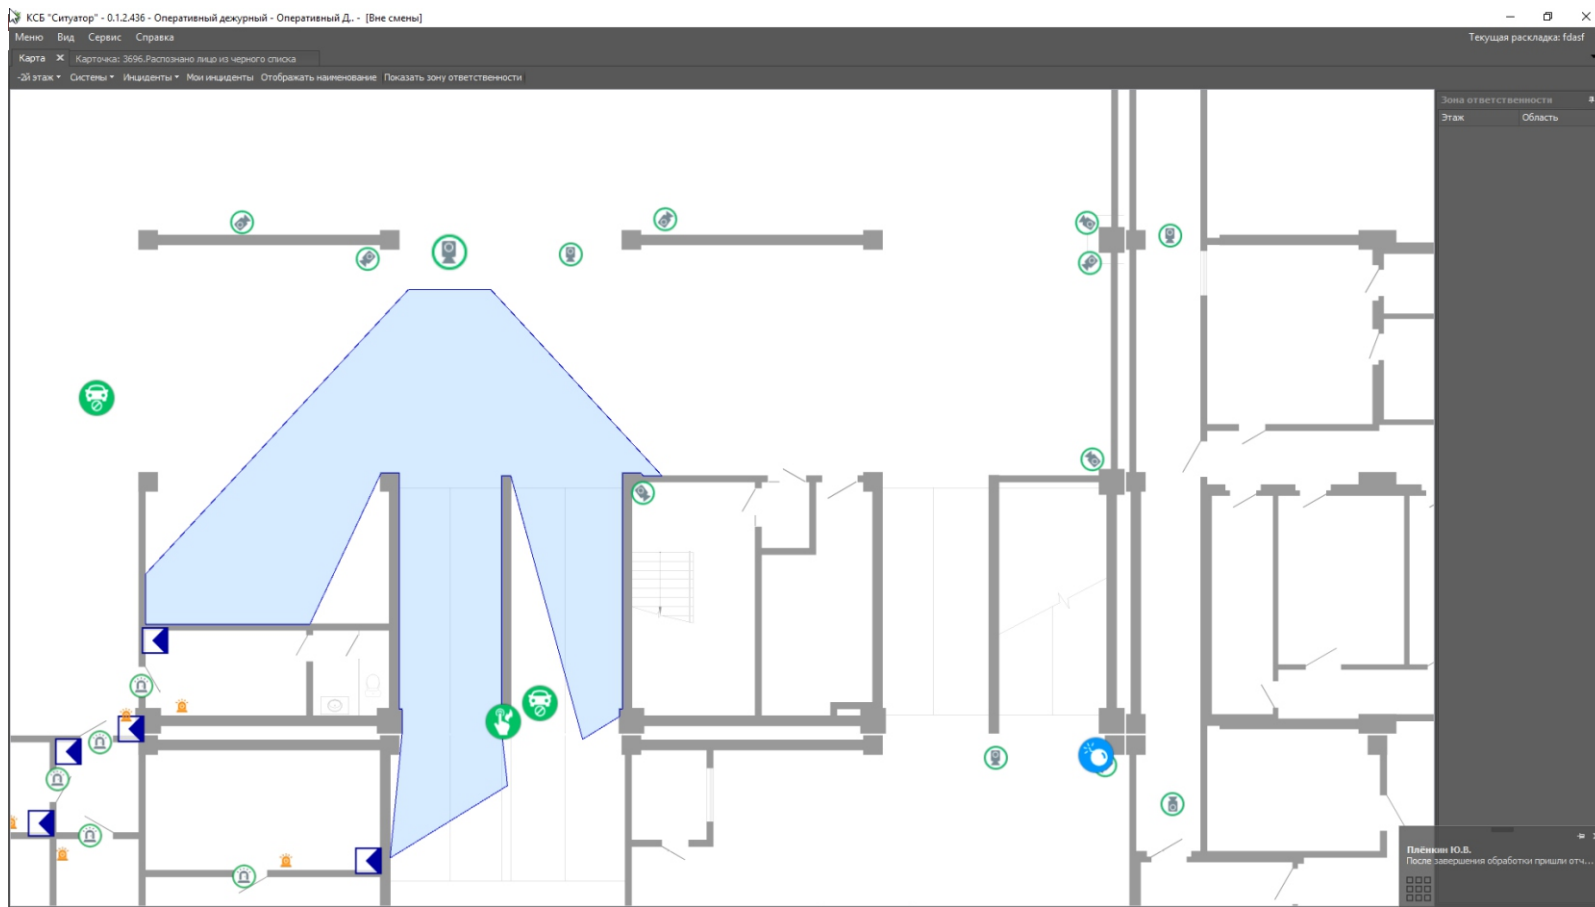 КСБ "Ситуатор" - 0.1.2.436 - Оперативный дежурный - Оперативный Д.. - [Вне смены]
Меню Вид Сервис Справка
Текущая раскладка: fdasf
Карта Карточка: 3696.Распознано лицо из черного списка
-2й этаж Системы Инциденты Мои инциденты Отображать наименование Показать зону ответственности
Зона ответственности
Этаж Область
Плёнкин Ю.В.
После завершения обработки пришли отч...